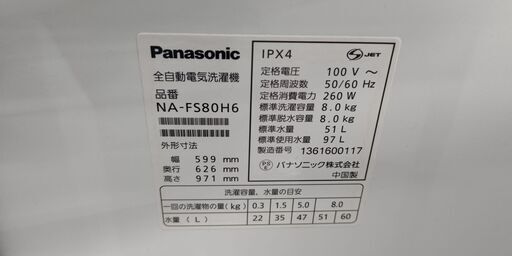 Panasonic
全自動電気洗濯機
品番
NA-FS80H6
外形寸法
幅 599 mm
奥行 626 mm
高さ 971 mm
IPX4 JET
定格電圧 100 V ～
定格周波数 50/60 Hz
定格消費電力 260 W
標準洗濯容量 8.0 kg
標準脱水容量 8.0 kg
標準水量 51 L
標準使用水量 97 L
製造番号 1361600117
PS E パナソニック株式会社
中国製
洗濯容量、水量の目安
一回の洗濯物の量(kg) 0.3 1.5 5.0 8.0
水量 (L) 22 35 47 51 60